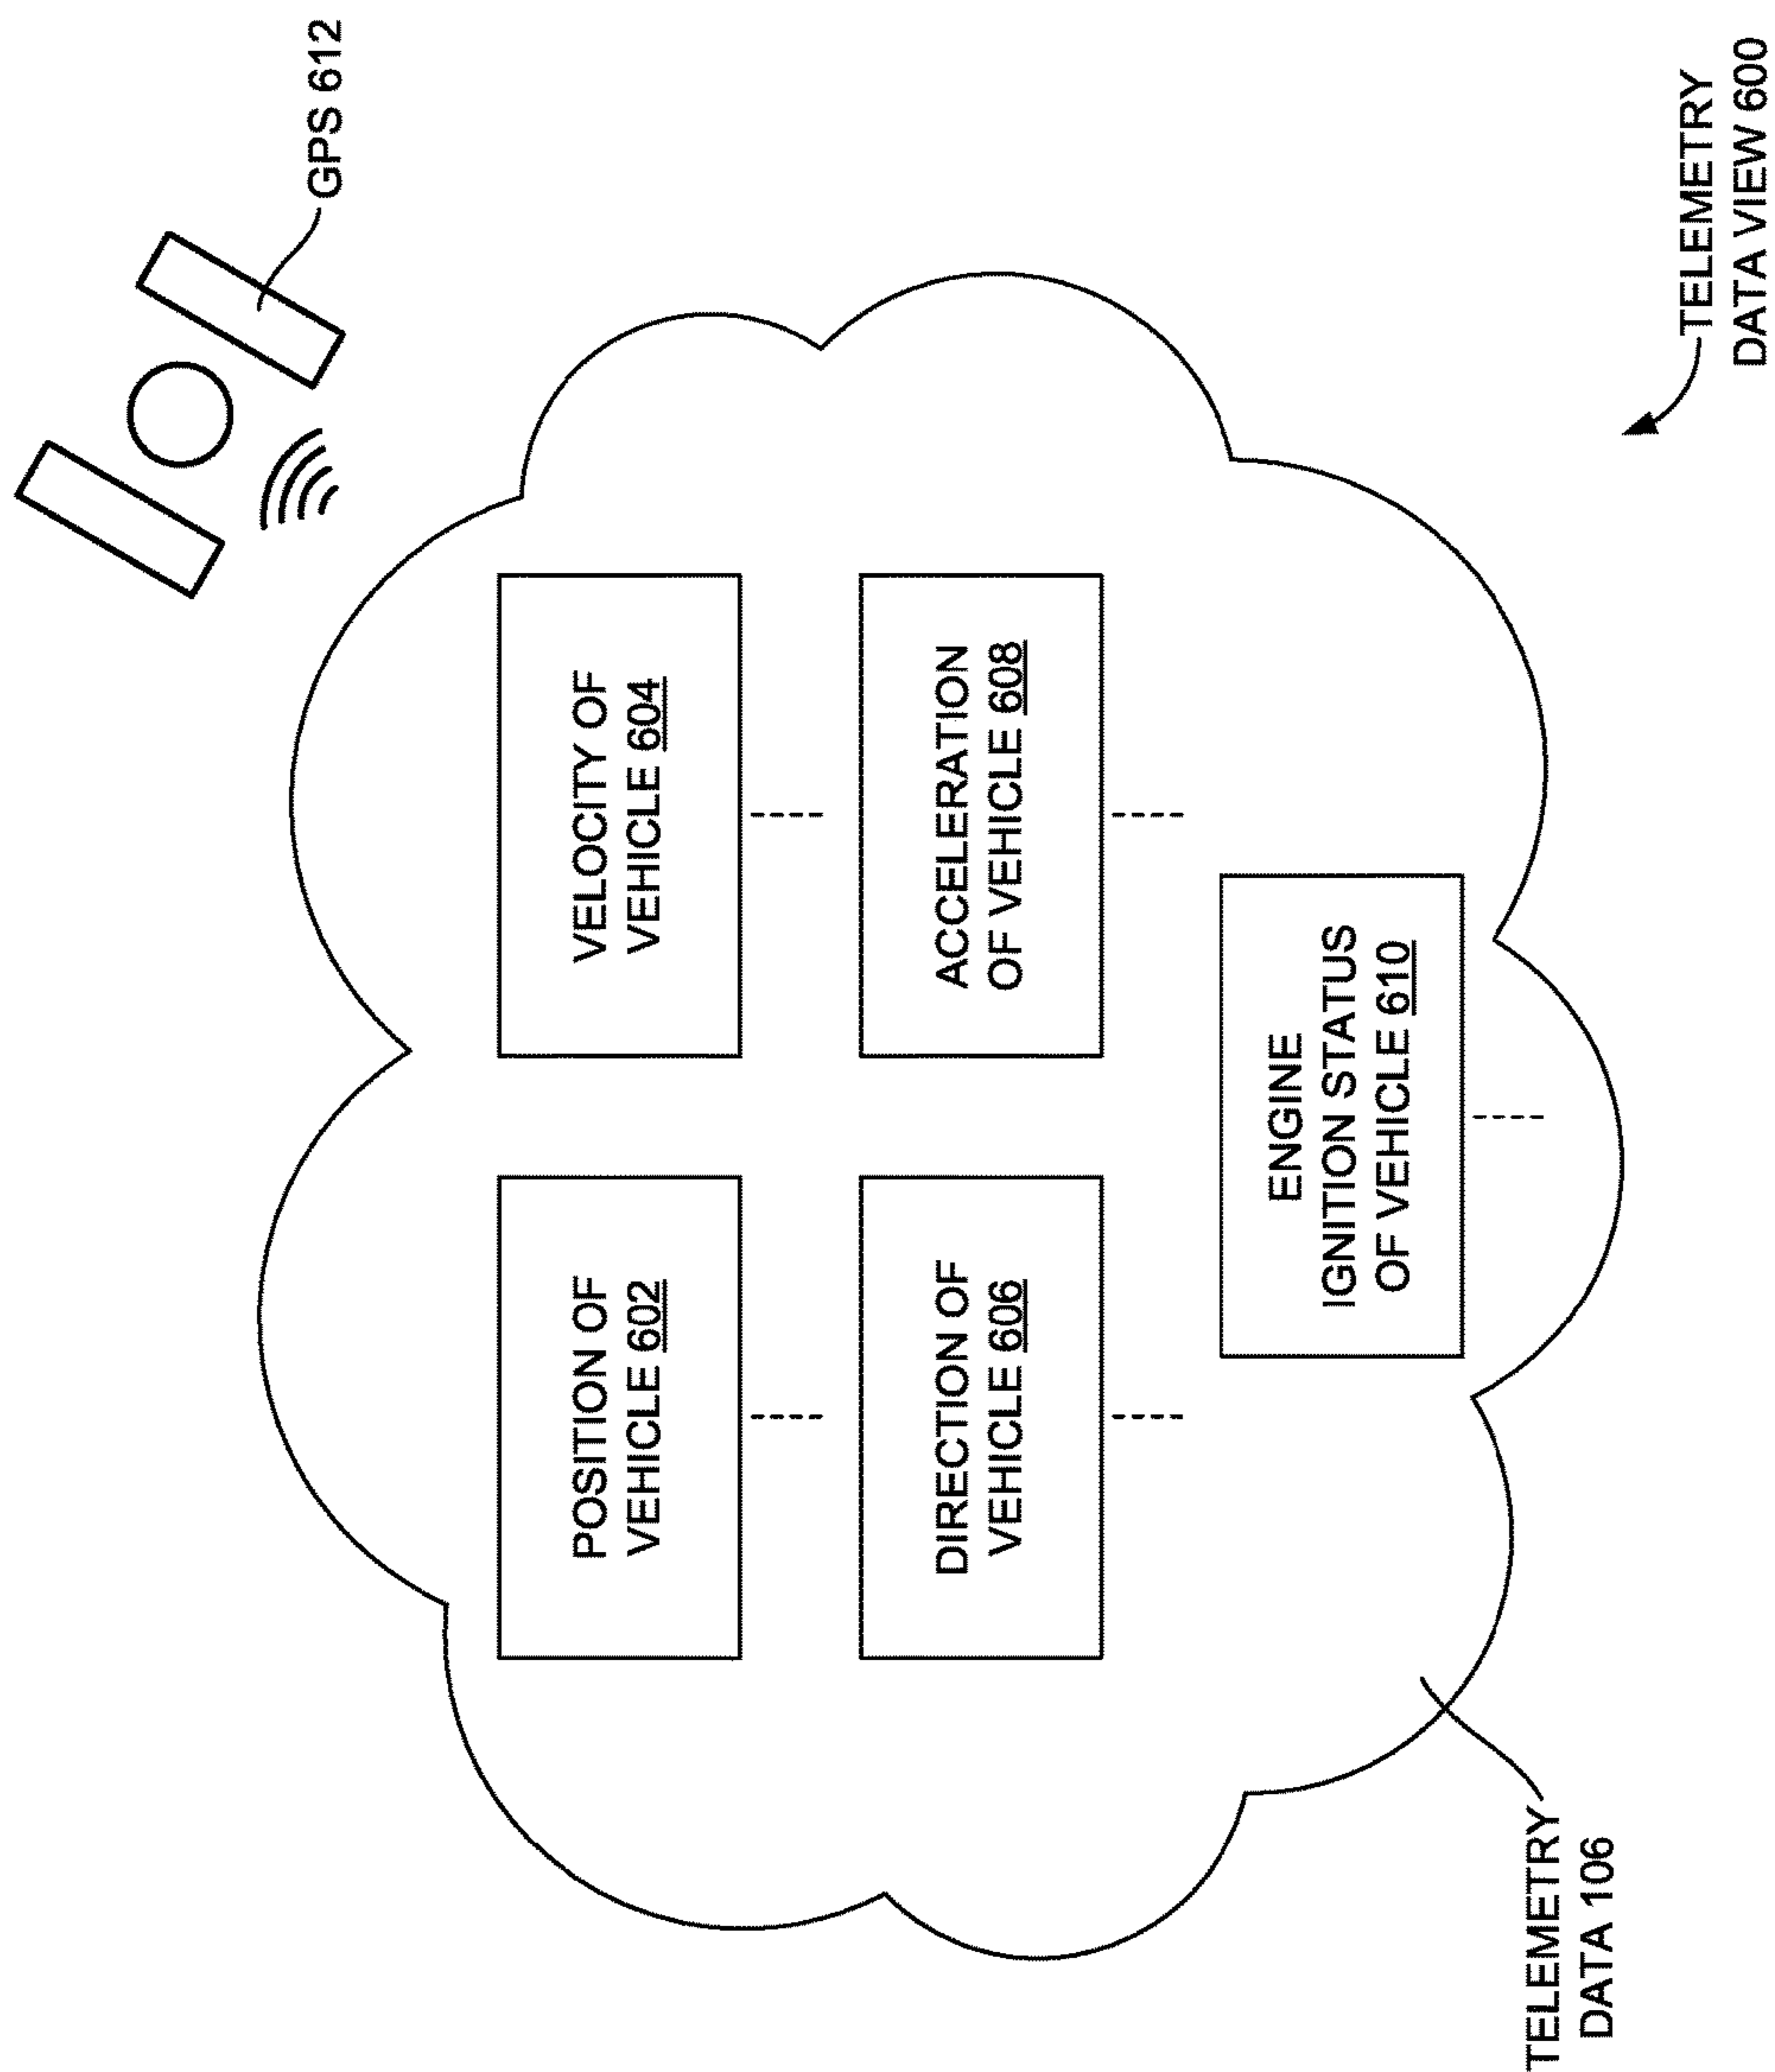 GPS 612
POSITION OF
VEHICLE 602
VELOCITY OF
VEHICLE 604
DIRECTION OF
VEHICLE 606
ACCELERATION
OF VEHICLE 608
ENGINE
IGNITION STATUS
OF VEHICLE 610
TELEMETRY
DATA 106
TELEMETRY
DATA VIEW 600